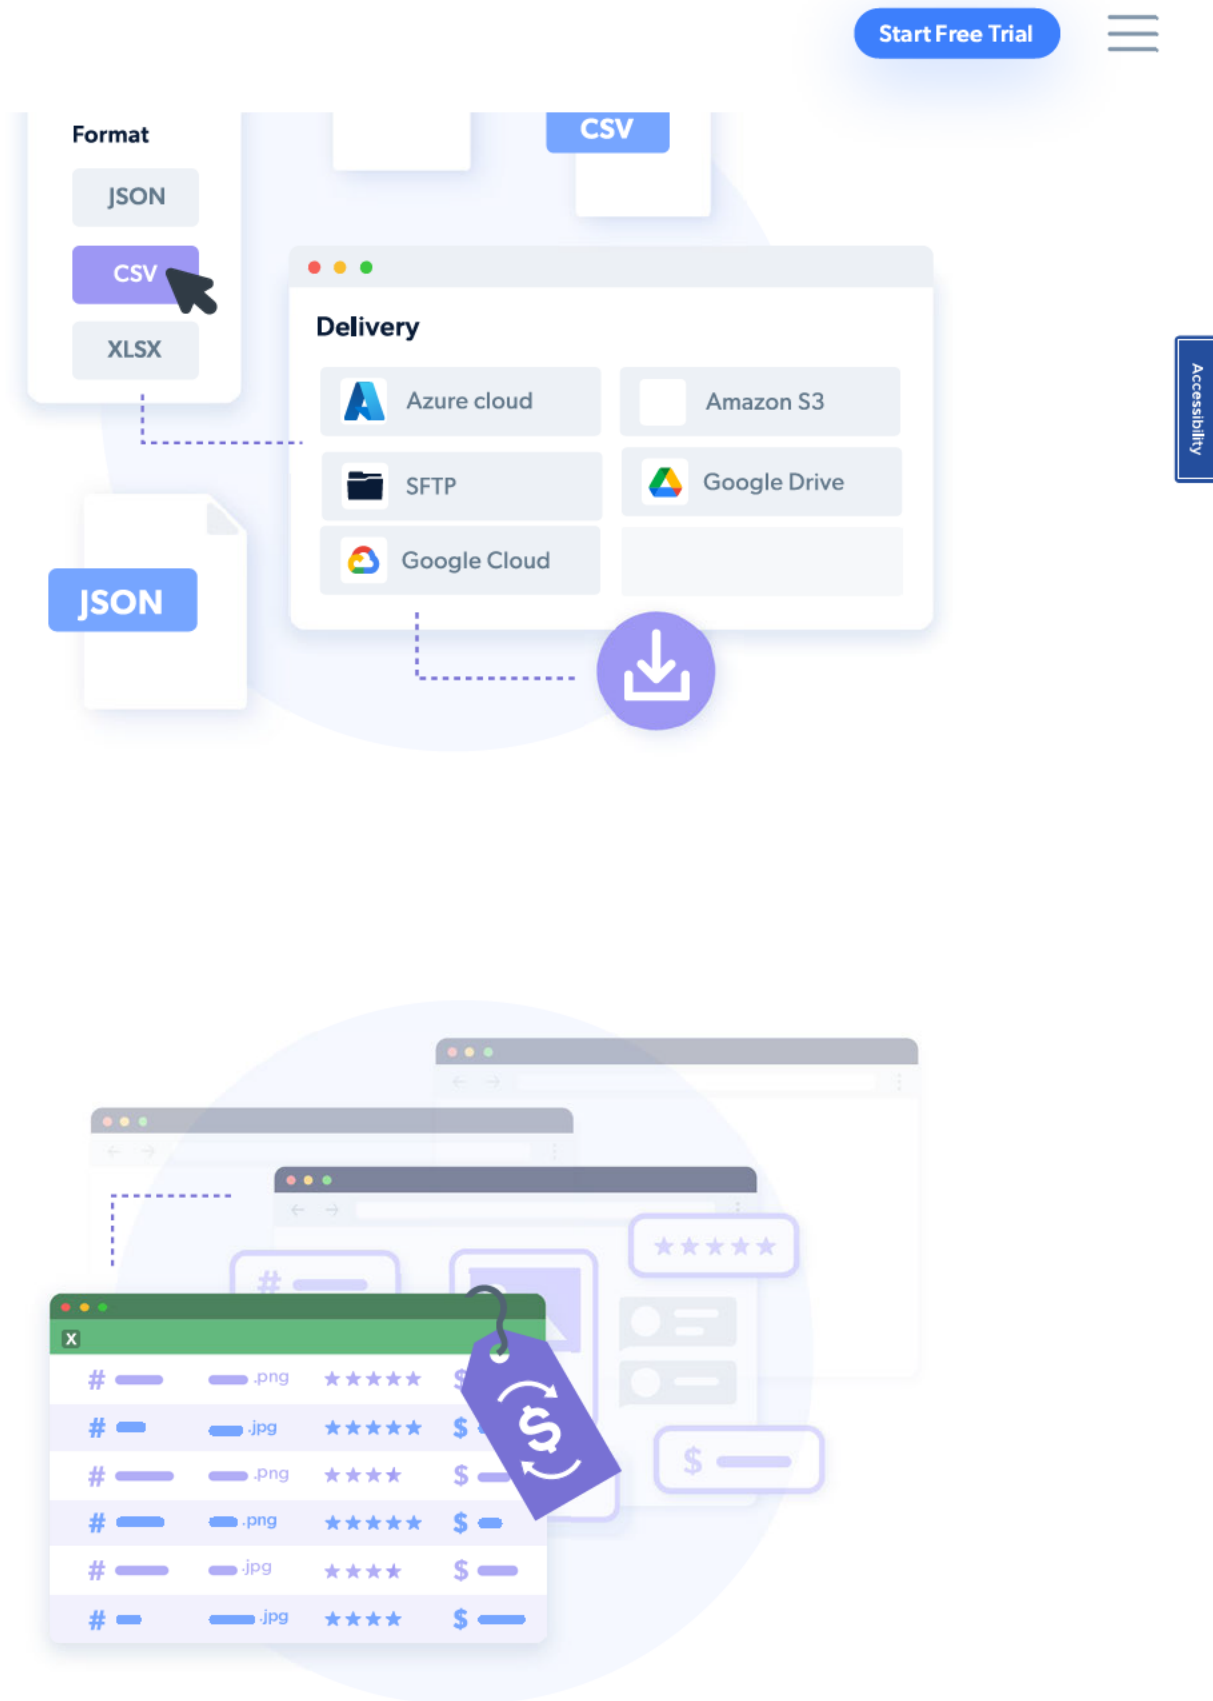 Start Free Trial
Format
JSON
CSV
XLSX
CSV
Delivery
Azure cloud
Amazon S3
SFTP
Google Drive
Google Cloud
JSON
Accessibility
X
# .png $
# .jpg $
# .png $
# .png $
# .jpg $
# .jpg $
#
$
$